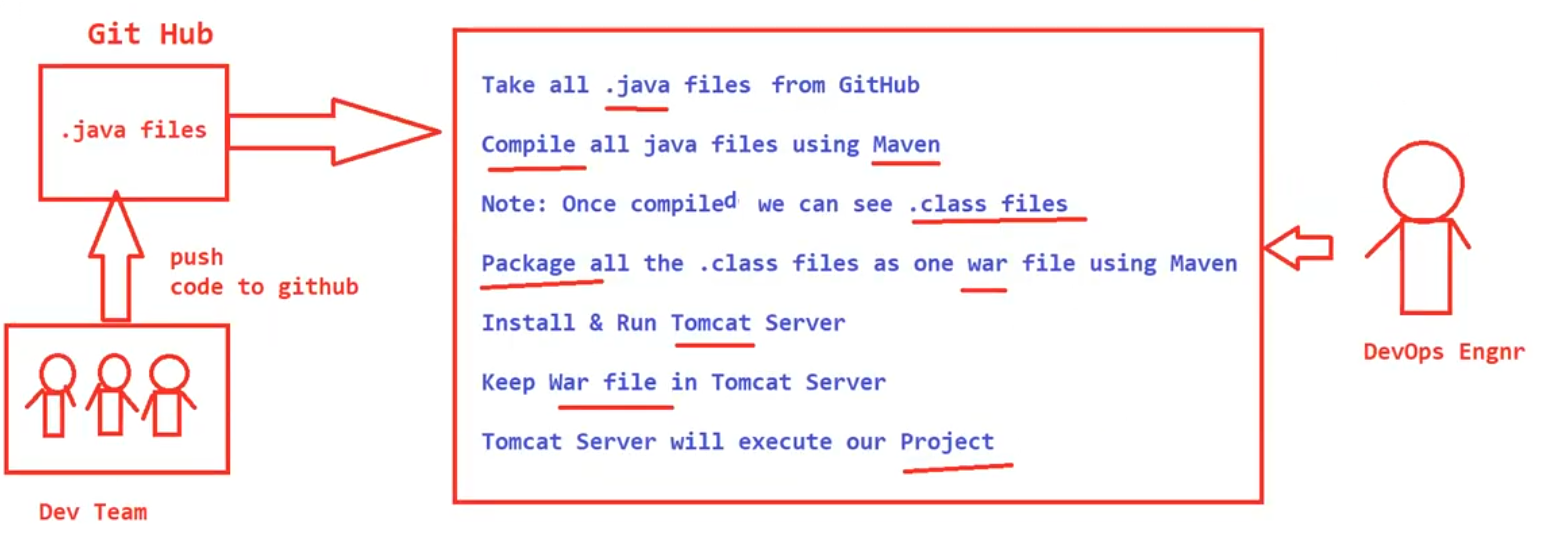 Git Hub
.java files
push
code to github
Dev Team
Take all .java files from GitHub
Compile all java files using Maven
Note: Once compiled we can see .class files
Package all the .class files as one war file using Maven
Install & Run Tomcat Server
Keep War file in Tomcat Server
Tomcat Server will execute our Project
DevOps Engnr